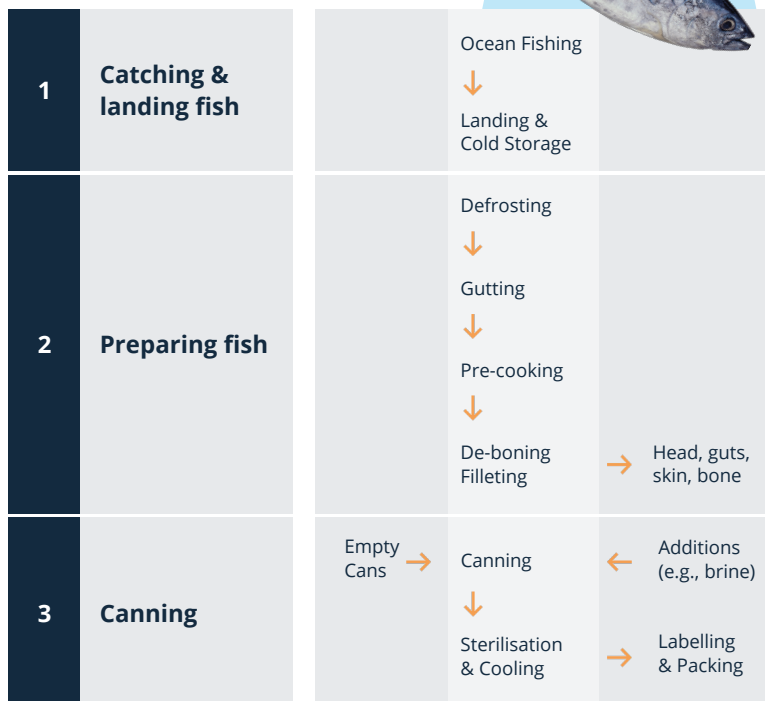 1
Catching &
landing fish
Ocean Fishing
Landing &
Cold Storage
2
Preparing fish
Defrosting
Gutting
Pre-cooking
De-boning
Filleting
Head, guts,
skin, bone
3
Canning
Empty
Cans
Canning
Additions
(e.g., brine)
Sterilisation
& Cooling
Labelling
& Packing